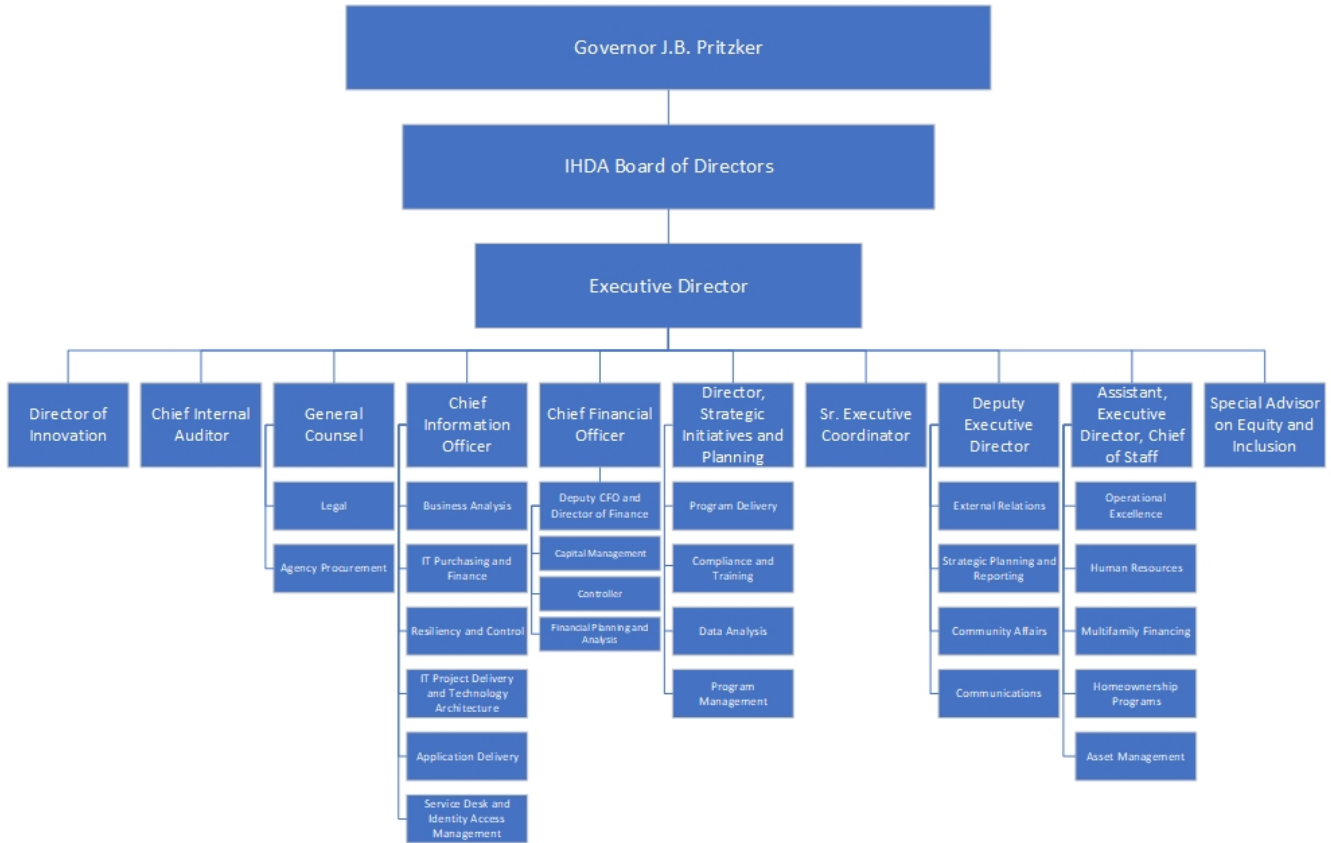 Governor J.B. Pritzker
IHDA Board of Directors
Executive Director
Director of
Innovation
Chief Internal
Auditor
General
Counsel
Chief
Information
Officer
Chief Financial
Officer
Director,
Strategic
Initiatives and
Planning
Sr. Executive
Coordinator
Deputy
Executive
Director
Assistant,
Executive
Director, Chief
of Staff
Special Advisor
on Equity and
Inclusion
Legal
Agency Procurement
Business Analysis
IT Purchasing and
Finance
Resiliency and Control
IT Project Delivery
and Technology
Architecture
Application Delivery
Service Desk and
Identity Access
Management
Deputy CFO and
Director of Finance
Capital Management
Controller
Financial Planning and
Analysis
Program Delivery
Compliance and
Training
Data Analysis
Program
Management
External Relations
Strategic Planning and
Reporting
Community Affairs
Communications
Operational
Excellence
Human Resources
Multifamily Financing
Homeownership
Programs
Asset Management